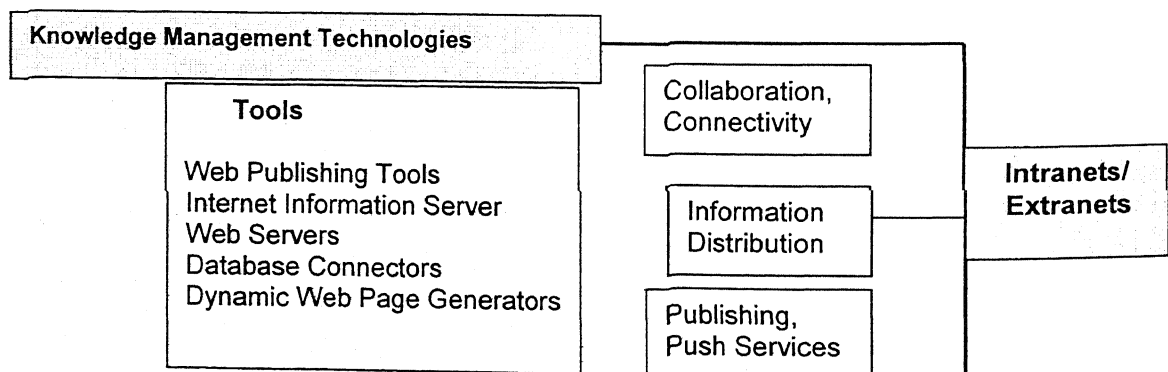 Knowledge Management Technologies
Tools
Web Publishing Tools
Internet Information Server
Web Servers
Database Connectors
Dynamic Web Page Generators
Collaboration,
Connectivity
Information
Distribution
Publishing,
Push Services
Intranets/
Extranets